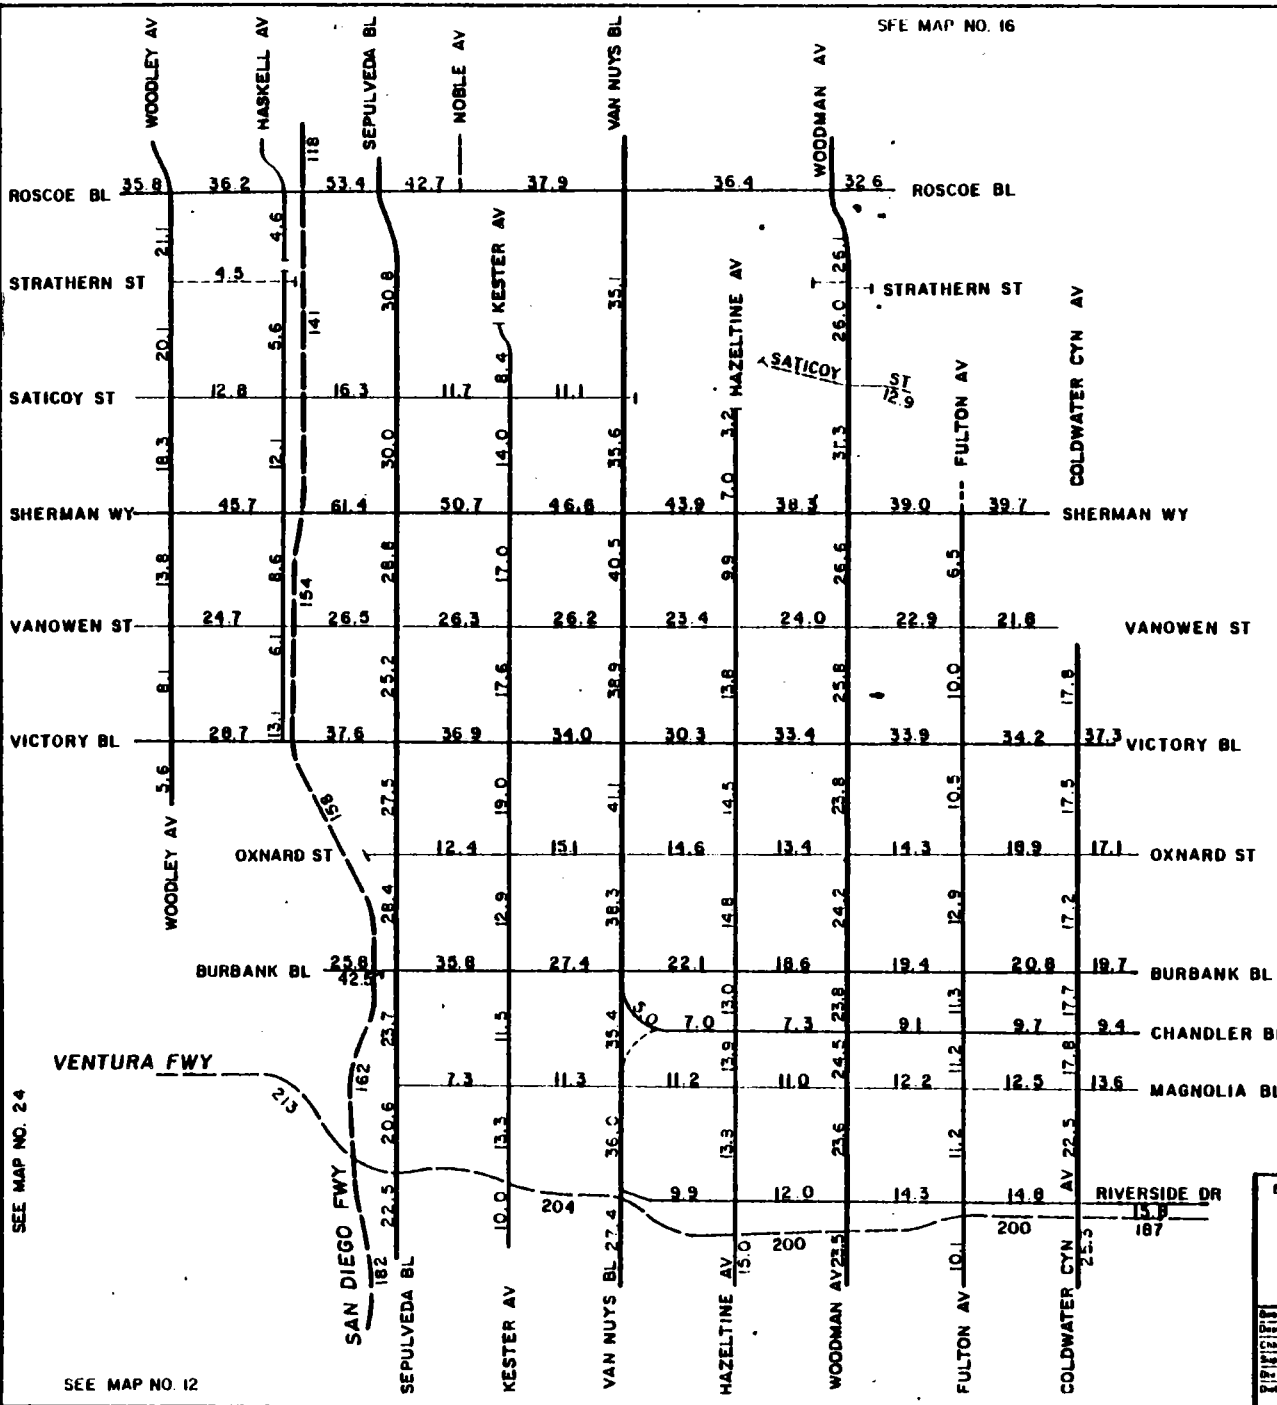 SEE MAP NO. 16
WOODLEY AV
HASKELL AV
SEPULVEDA BL
NOBLE AV
VAN NUYS BL
WOODMAN AV
118
ROSCOE BL 35.8 36.2 53.4 42.7 37.9 36.4 32.6 ROSCOE BL
21.1 4.6 30.8 KESTER AV 35.1 HAZELTINE AV 26.1
STRATHERN ST 4.5 STRATHERN ST
20.1 5.6 141 8.4 26.0 COLDWATER CYN AV
SATICOY ST 12.9
SATICOY ST 12.8 16.3 11.7 11.1
FULTON AV
18.3 12.1 30.0 14.0 35.6 3.2 7.0 31.3
SHERMAN WY 45.7 61.4 50.7 46.8 43.9 38.5 39.0 39.7 SHERMAN WY
13.8 8.6 154 28.8 17.0 40.5 9.9 26.6 6.5
VANOWEN ST 24.7 26.5 26.3 26.2 23.4 24.0 22.9 21.8 VANOWEN ST
8.1 6.1 25.2 17.6 38.9 13.8 25.8 10.0 17.8
13.1
VICTORY BL 28.7 37.6 36.9 34.0 30.3 33.4 33.9 34.2 37.3 VICTORY BL
5.6 158 27.5 19.0 41.1 14.5 23.8 10.5 17.5
WOODLEY AV
OXNARD ST 12.4 15.1 14.6 13.4 14.3 18.9 17.1 OXNARD ST
28.4 12.9 38.3 14.8 24.2 12.9 17.2
BURBANK BL 25.8 35.8 27.4 22.1 18.6 19.4 20.8 19.7 BURBANK BL
42.5
23.7 11.5 35.4 13.0 23.8 11.3 17.7
5.0 7.0 7.3 9.1 9.7 9.4 CHANDLER BL
13.9 24.5 11.2 17.8
VENTURA FWY
213
162
7.3 11.3 11.2 11.0 12.2 12.5 13.6 MAGNOLIA BL
SEE MAP NO. 24
20.6 13.3 36.0 13.3 23.6 11.2 22.5
9.9 12.0 14.3 14.8 RIVERSIDE DR
15.8
SAN DIEGO FWY
182
22.5 10.0 204 27.4 15.0 200 23.5 10.1 200 25.3 187
SEPULVEDA BL
KESTER AV
VAN NUYS BL
HAZELTINE AV
WOODMAN AV
FULTON AV
COLDWATER CYN AV
SEE MAP NO. 12